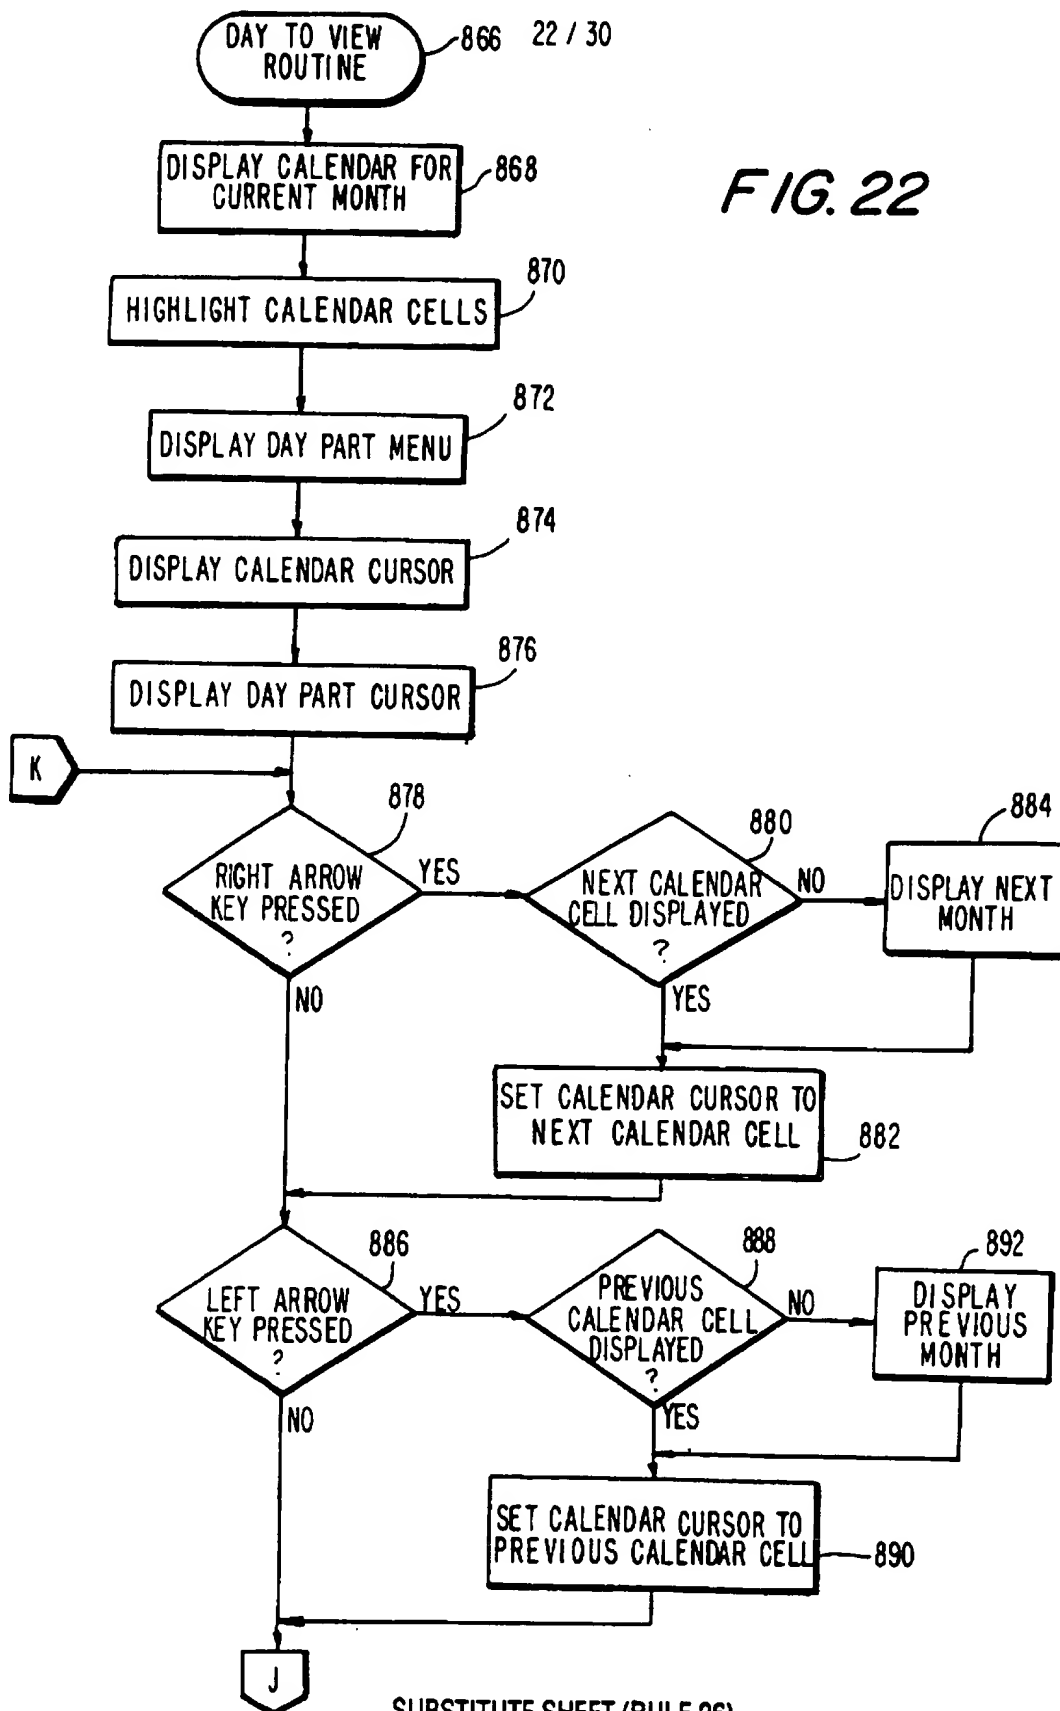 DAY TO VIEW
ROUTINE
866
22 / 30
DISPLAY CALENDAR FOR
CURRENT MONTH
868
FIG. 22
HIGHLIGHT CALENDAR CELLS
870
DISPLAY DAY PART MENU
872
DISPLAY CALENDAR CURSOR
874
DISPLAY DAY PART CURSOR
876
K
RIGHT ARROW
KEY PRESSED
?
878
YES
NO
NEXT CALENDAR
CELL DISPLAYED
?
880
NO
YES
DISPLAY NEXT
MONTH
884
SET CALENDAR CURSOR TO
NEXT CALENDAR CELL
882
LEFT ARROW
KEY PRESSED
?
886
YES
NO
PREVIOUS
CALENDAR CELL
DISPLAYED
?
888
NO
YES
DISPLAY
PREVIOUS
MONTH
892
SET CALENDAR CURSOR TO
PREVIOUS CALENDAR CELL
890
J
SUBSTITUTE SHEET (RULE 26)